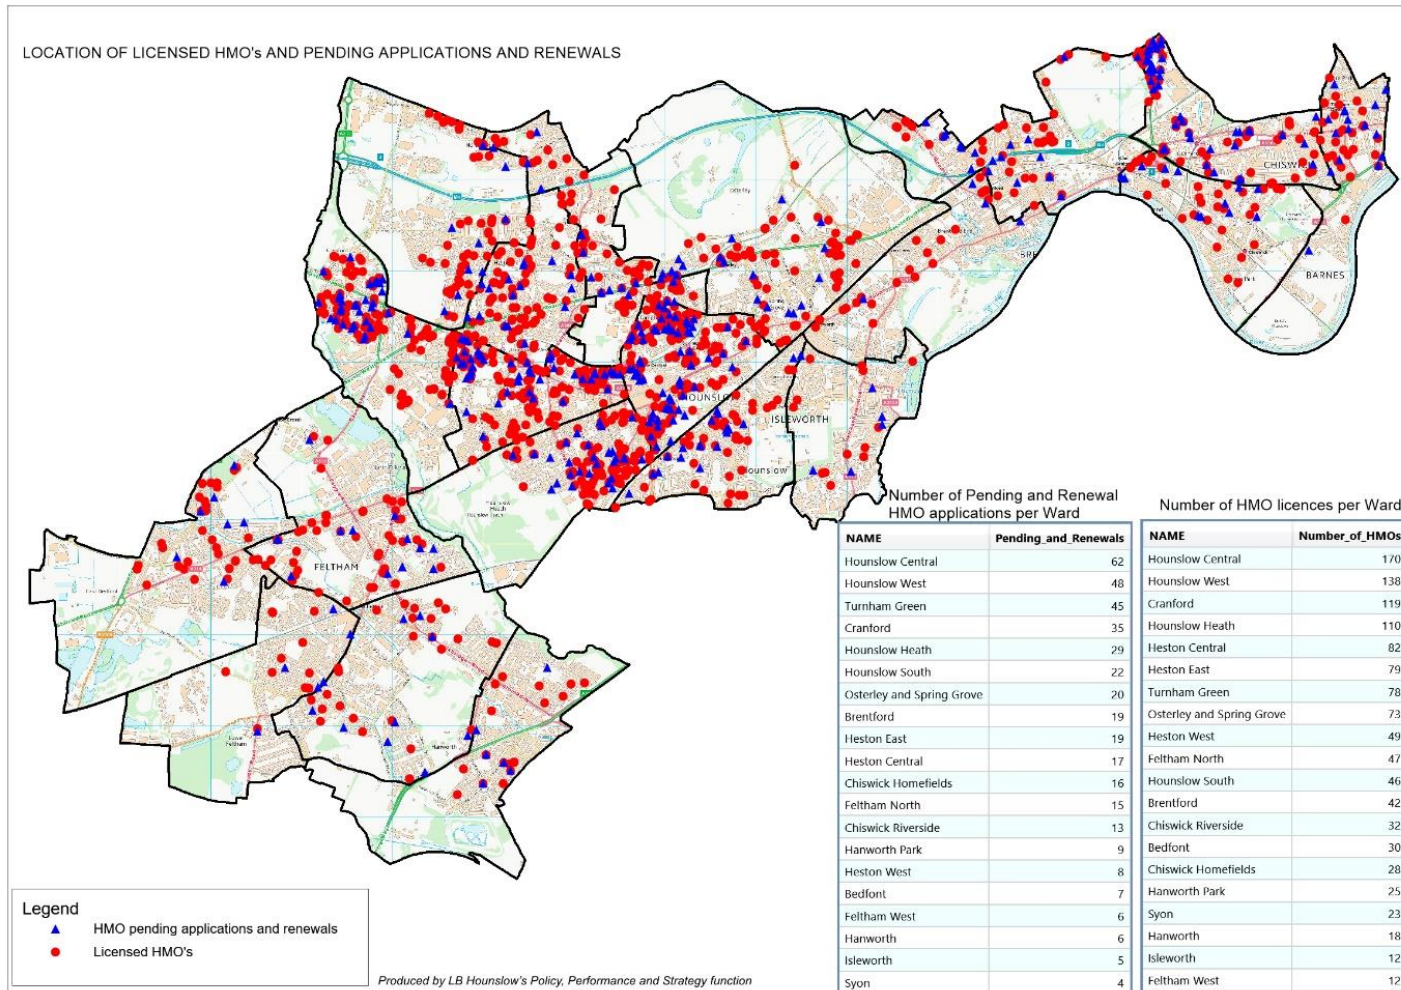 LOCATION OF LICENSED HMO's AND PENDING APPLICATIONS AND RENEWALS
CHISWI
BARNES
BRE
HOUNSLO
ISLEWORTH
Hounslow
FELTHAM
Hanworth
Osterley
Number of Pending and Renewal
HMO applications per Ward
NAME Pending_and_Renewals
Hounslow Central 62
Hounslow West 48
Turnham Green 45
Cranford 35
Hounslow Heath 29
Hounslow South 22
Osterley and Spring Grove 20
Brentford 19
Heston East 19
Heston Central 17
Chiswick Homefields 16
Feltham North 15
Chiswick Riverside 13
Hanworth Park 9
Heston West 8
Bedfont 7
Feltham West 6
Hanworth 6
Isleworth 5
Syon 4
Number of HMO licences per Ward
NAME Number_of_HMOs
Hounslow Central 170
Hounslow West 138
Cranford 119
Hounslow Heath 110
Heston Central 82
Heston East 79
Turnham Green 78
Osterley and Spring Grove 73
Heston West 49
Feltham North 47
Hounslow South 46
Brentford 42
Chiswick Riverside 32
Bedfont 30
Chiswick Homefields 28
Hanworth Park 25
Syon 23
Hanworth 18
Isleworth 12
Feltham West 12
Legend
HMO pending applications and renewals
Licensed HMO's
Produced by LB Hounslow's Policy, Performance and Strategy function